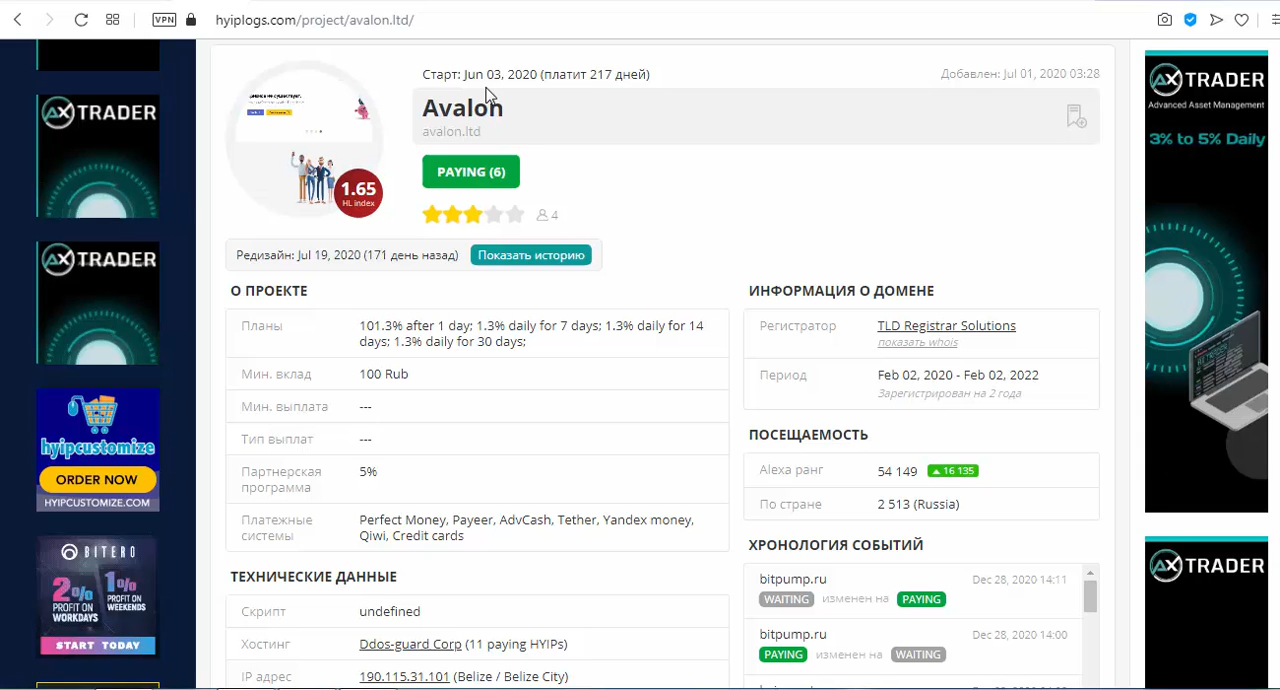 VPN
hyiplogs.com/project/avalon.ltd/
AXTRADER
AXTRADER
hyipcustomize
ORDER NOW
HYIPCUSTOMIZE.COM
BITERO
2% PROFIT ON WORKDAYS
1% PROFIT ON WEEKENDS
START TODAY
Старт: Jun 03, 2020 (платит 217 дней)
Добавлен: Jul 01, 2020 03:28
Avalon
avalon.ltd
PAYING (6)
1.65
HL index
4
Редизайн: Jul 19, 2020 (171 день назад)
Показать историю
О ПРОЕКТЕ
Планы
101.3% after 1 day; 1.3% daily for 7 days; 1.3% daily for 14
days; 1.3% daily for 30 days;
Мин. вклад
100 Rub
Мин. выплата
---
Тип выплат
---
Партнерская
программа
5%
Платежные
системы
Perfect Money, Payeer, AdvCash, Tether, Yandex money,
Qiwi, Credit cards
ТЕХНИЧЕСКИЕ ДАННЫЕ
Скрипт
undefined
Хостинг
Ddos-guard Corp (11 paying HYIPs)
IP адрес
190.115.31.101 (Belize / Belize City)
ИНФОРМАЦИЯ О ДОМЕНЕ
Регистратор
TLD Registrar Solutions
показать whois
Период
Feb 02, 2020 - Feb 02, 2022
Зарегистрирован на 2 года
ПОСЕЩАЕМОСТЬ
Alexa ранг
54 149
16 135
По стране
2 513 (Russia)
ХРОНОЛОГИЯ СОБЫТИЙ
bitpump.ru
Dec 28, 2020 14:11
WAITING изменен на PAYING
bitpump.ru
Dec 28, 2020 14:00
PAYING изменен на WAITING
AXTRADER
Advanced Asset Management
3% to 5% Daily
AXTRADER